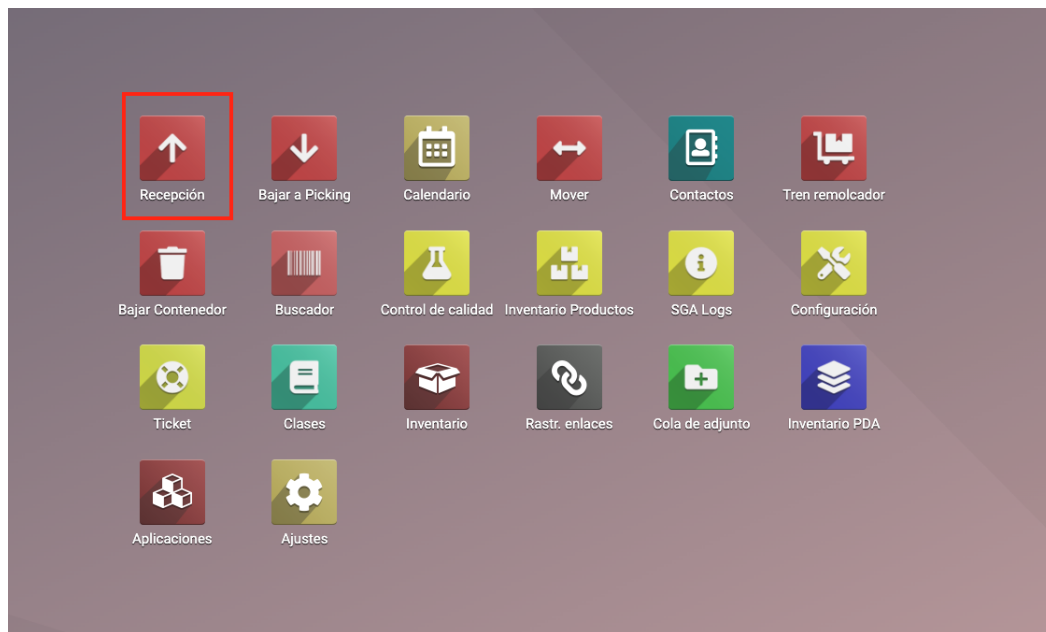 Recepción
Bajar a Picking
Calendario
Mover
Contactos
Tren remolcador
Bajar Contenedor
Buscador
Control de calidad
Inventario Productos
SGA Logs
Configuración
Ticket
Clases
Inventario
Rastr. enlaces
Cola de adjunto
Inventario PDA
Aplicaciones
Ajustes